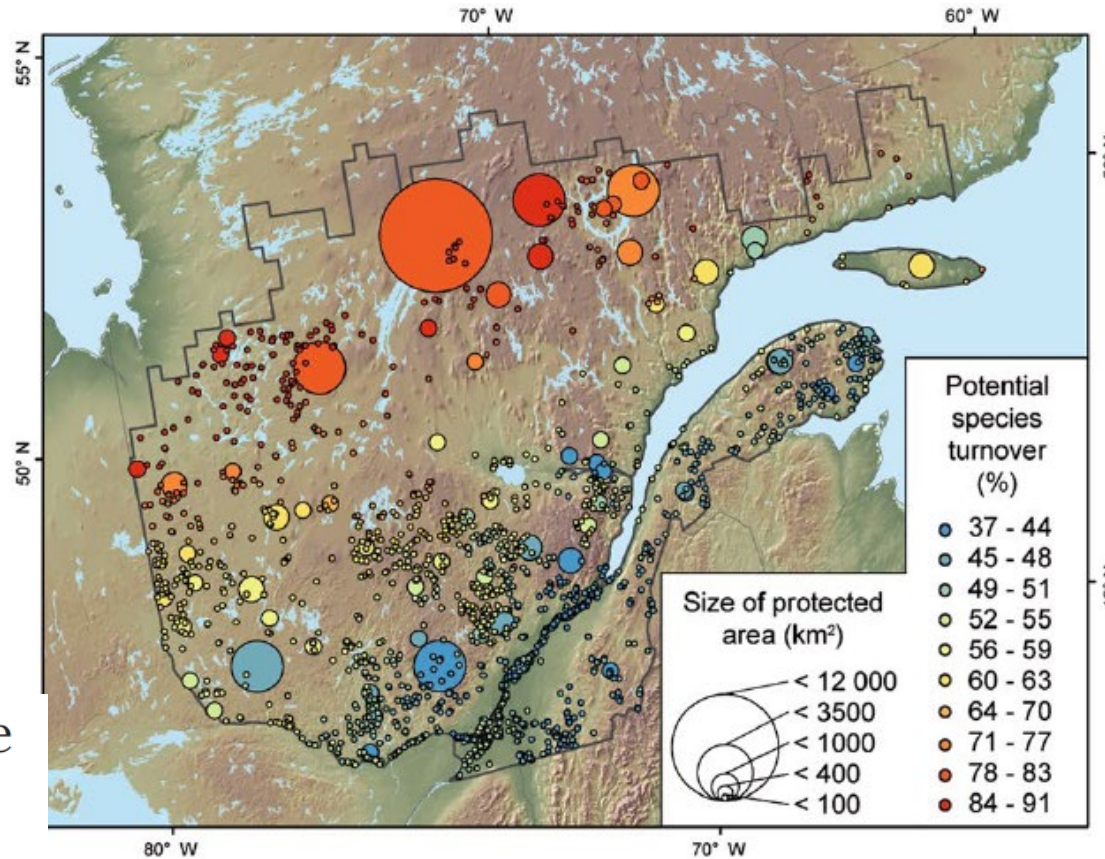 70° W
60° W
55° N
50° N
Potential
species
turnover
(%)
37 - 44
45 - 48
49 - 51
52 - 55
56 - 59
60 - 63
64 - 70
71 - 77
78 - 83
84 - 91
Size of protected
area (km²)
< 12 000
< 3500
< 1000
< 400
< 100
e
80° W
70° W